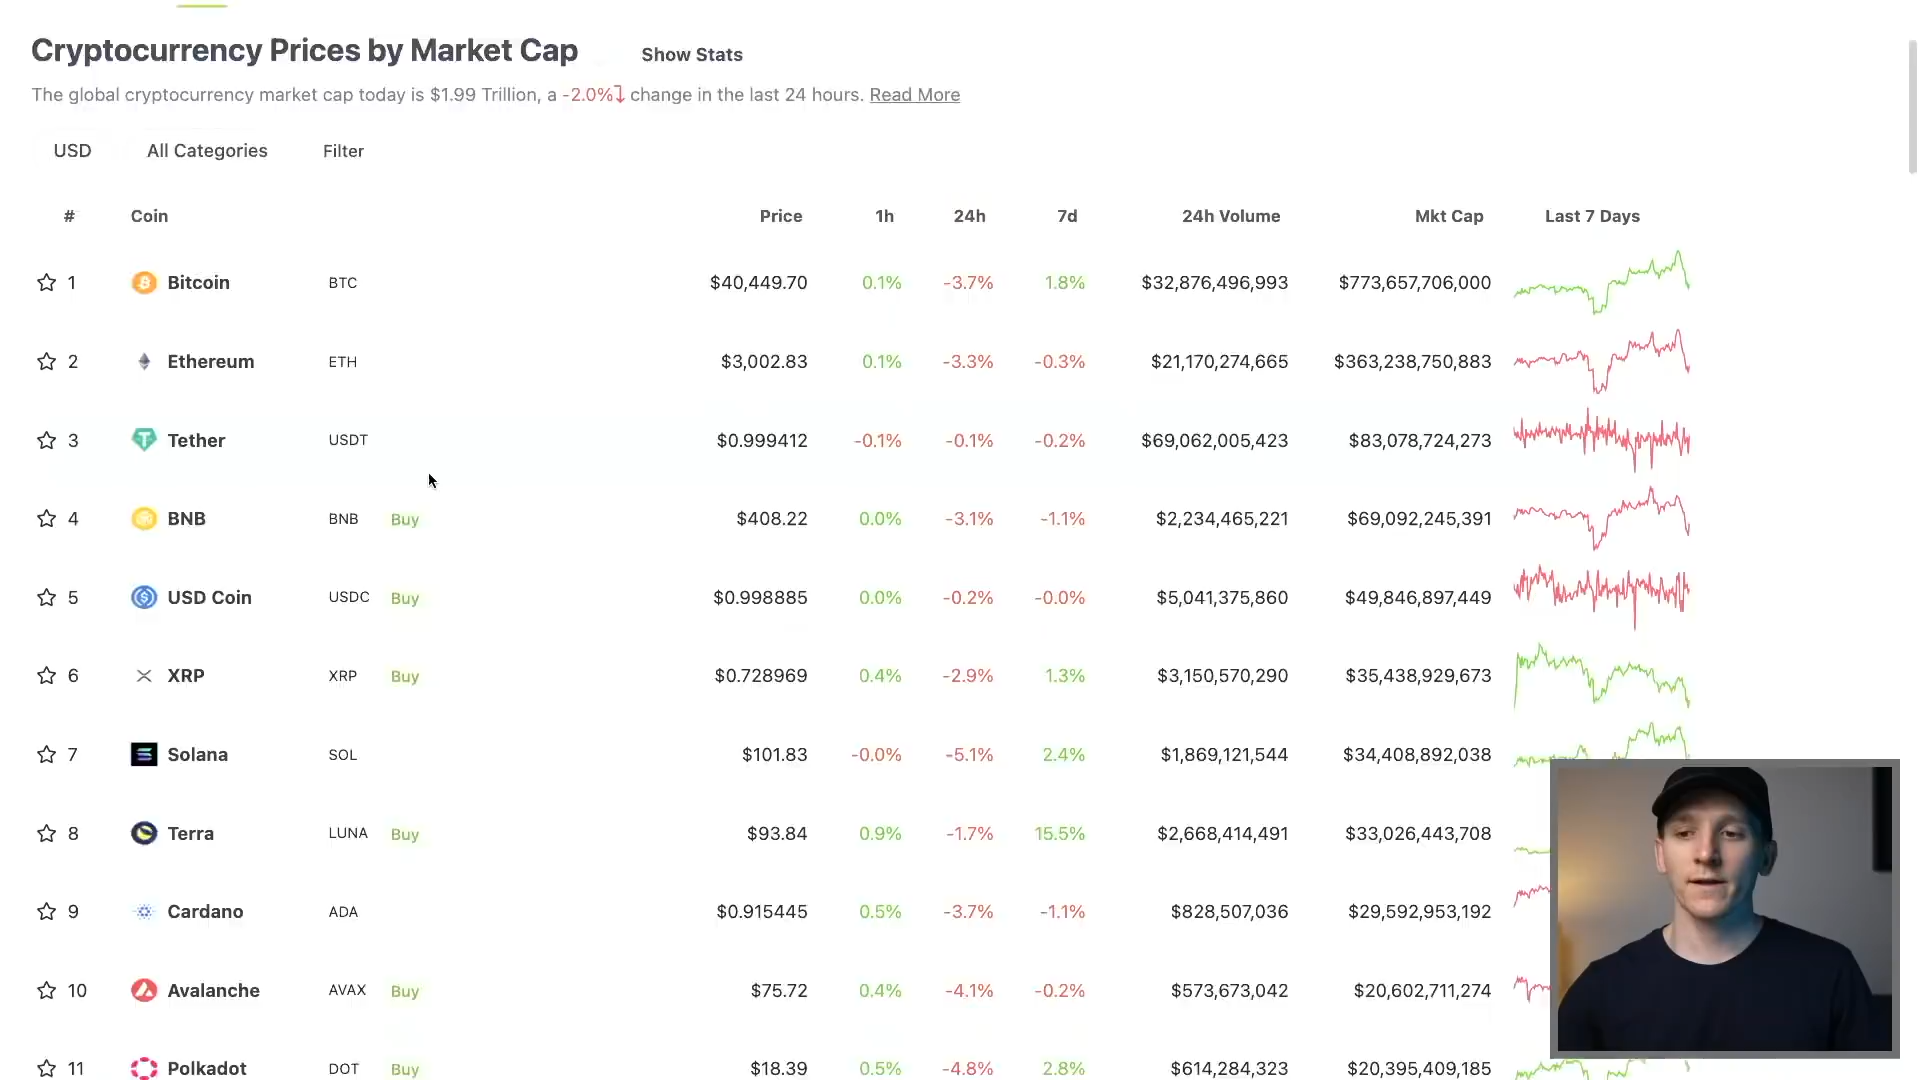 Cryptocurrency Prices by Market Cap Show Stats
The global cryptocurrency market cap today is $1.99 Trillion, a -2.0% change in the last 24 hours. Read More
USD All Categories Filter
# Coin Price 1h 24h 7d 24h Volume Mkt Cap Last 7 Days
1 Bitcoin BTC $40,449.70 0.1% -3.7% 1.8% $32,876,496,993 $773,657,706,000
2 Ethereum ETH $3,002.83 0.1% -3.3% -0.3% $21,170,274,665 $363,238,750,883
3 Tether USDT $0.999412 -0.1% -0.1% -0.2% $69,062,005,423 $83,078,724,273
4 BNB BNB Buy $408.22 0.0% -3.1% -1.1% $2,234,465,221 $69,092,245,391
5 USD Coin USDC Buy $0.998885 0.0% -0.2% -0.0% $5,041,375,860 $49,846,897,449
6 XRP XRP Buy $0.728969 0.4% -2.9% 1.3% $3,150,570,290 $35,438,929,673
7 Solana SOL $101.83 -0.0% -5.1% 2.4% $1,869,121,544 $34,408,892,038
8 Terra LUNA Buy $93.84 0.9% -1.7% 15.5% $2,668,414,491 $33,026,443,708
9 Cardano ADA $0.915445 0.5% -3.7% -1.1% $828,507,036 $29,592,953,192
10 Avalanche AVAX Buy $75.72 0.4% -4.1% -0.2% $573,673,042 $20,602,711,274
11 Polkadot DOT Buy $18.39 0.5% -4.8% 2.8% $614,284,323 $20,395,409,185